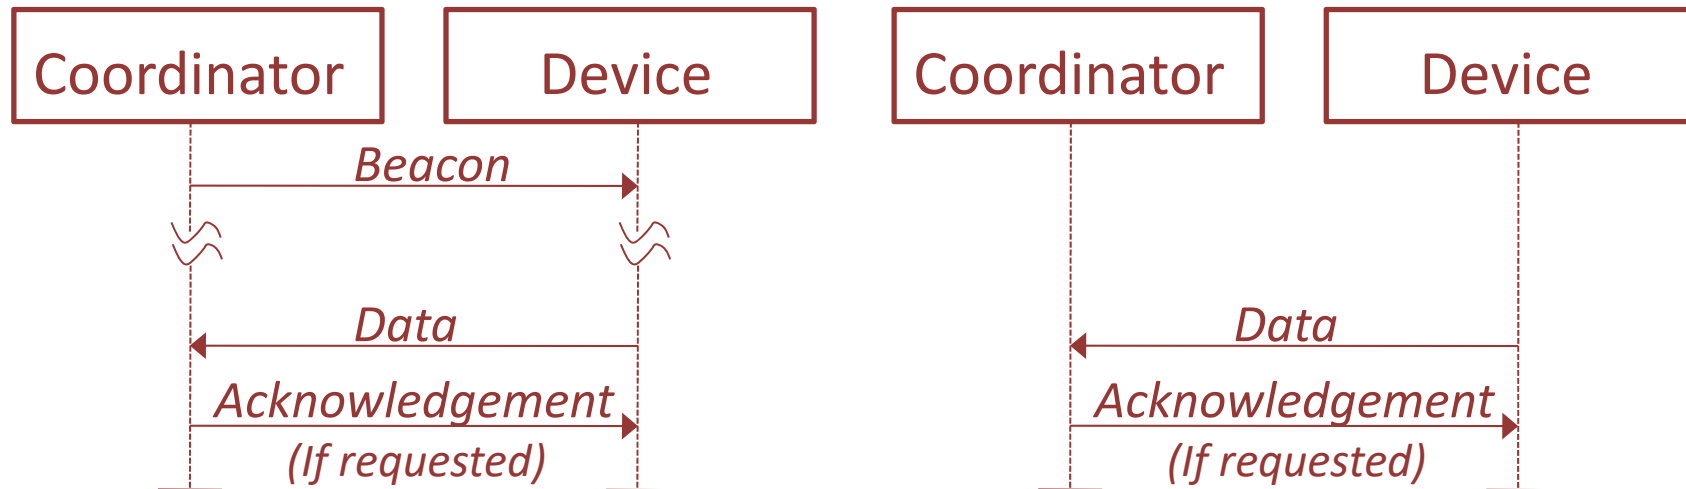 Coordinator
Device
Beacon
Data
Acknowledgement
(If requested)
Coordinator
Device
Data
Acknowledgement
(If requested)